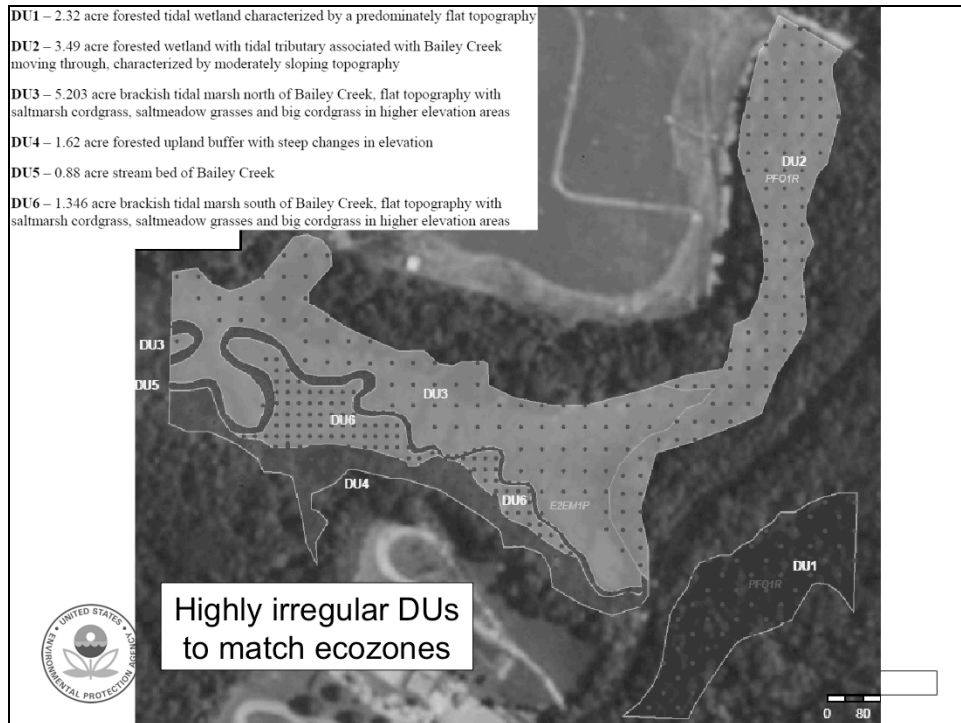 DU1 – 2.32 acre forested tidal wetland characterized by a predominately flat topography
DU2 – 3.49 acre forested wetland with tidal tributary associated with Bailey Creek
moving through, characterized by moderately sloping topography
DU3 – 5.203 acre brackish tidal marsh north of Bailey Creek, flat topography with
saltmarsh cordgrass, saltmeadow grasses and big cordgrass in higher elevation areas
DU4 – 1.62 acre forested upland buffer with steep changes in elevation
DU5 – 0.88 acre stream bed of Bailey Creek
DU6 – 1.346 acre brackish tidal marsh south of Bailey Creek, flat topography with
saltmarsh cordgrass, saltmeadow grasses and big cordgrass in higher elevation areas
DU2
PFO1R
DU3
DU5
DU3
DU6
DU4
DU6
E2EM1P
DU1
PFO1R
Highly irregular DUs
to match ecozones
UNITED STATES
ENVIRONMENTAL PROTECTION AGENCY
0 80